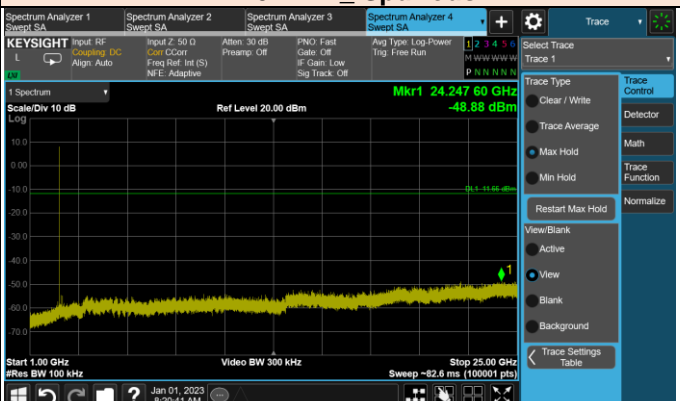 Spectrum Analyzer 1
Swept SA
Spectrum Analyzer 2
Swept SA
Spectrum Analyzer 3
Swept SA
Spectrum Analyzer 4
Swept SA
Trace
KEYSIGHT
L
Input: RF
Coupling: DC
Align: Auto
Input Z: 50 Ω
Corr CCorr
Freq Ref: Int (S)
NFE: Adaptive
Atten: 30 dB
Preamp: Off
PNO: Fast
Gate: Off
IF Gain: Low
Sig Track: Off
Avg Type: Log-Power
Trig: Free Run
1 2 3 4 5 6
M W W W W W
P N N N N N
Select Trace
Trace 1
1 Spectrum
Scale/Div 10 dB
Log
Ref Level 20.00 dBm
Mkr1 24.247 60 GHz
-48.88 dBm
10.0
0.00
-10.0
-20.0
-30.0
-40.0
-50.0
-60.0
-70.0
DL1 -11.66 dBm
1
Start 1.00 GHz
#Res BW 100 kHz
Video BW 300 kHz
Stop 25.00 GHz
Sweep ~82.6 ms (100001 pts)
Trace Type
Clear / Write
Trace Average
Max Hold
Min Hold
Restart Max Hold
View/Blank
Active
View
Blank
Background
Trace Settings
Table
Trace
Control
Detector
Math
Trace
Function
Normalize
Jan 01, 2023
8:20:41 AM